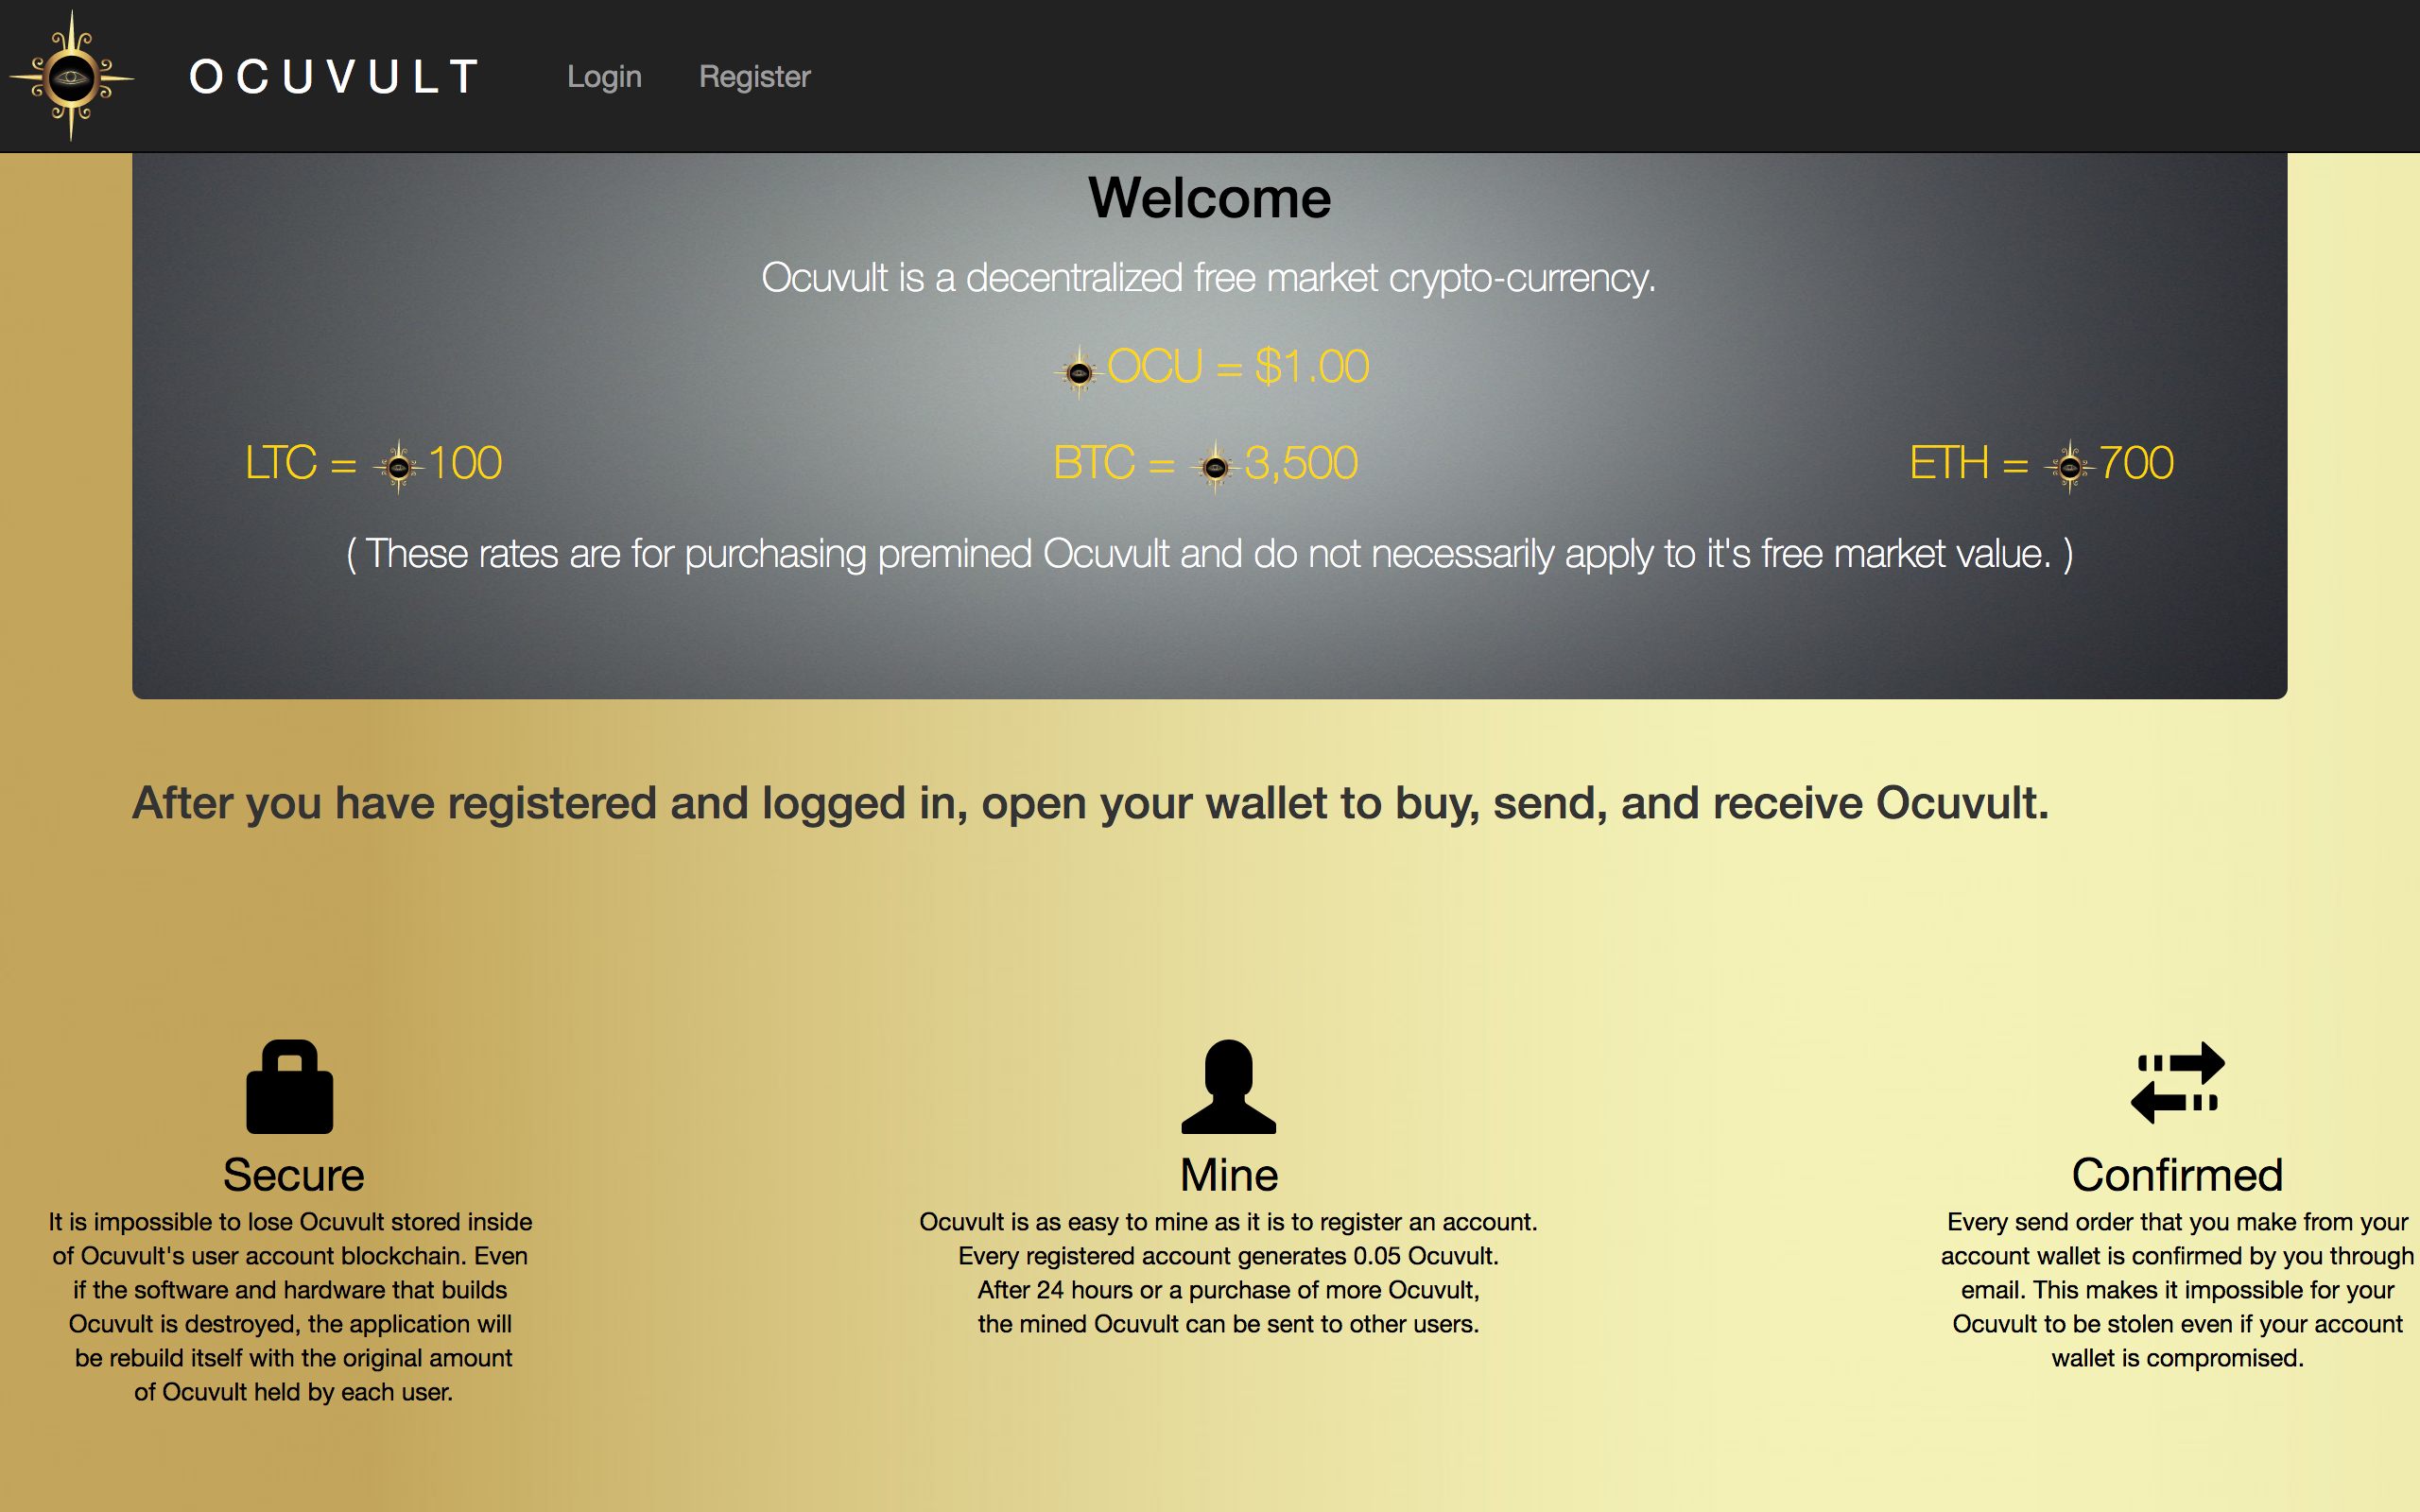 OCUVULT Login Register
Welcome
Ocuvult is a decentralized free market crypto-currency.
OCU = $1.00
LTC = 100 BTC = 3,500 ETH = 700
( These rates are for purchasing premined Ocuvult and do not necessarily apply to it's free market value. )
After you have registered and logged in, open your wallet to buy, send, and receive Ocuvult.
Secure
It is impossible to lose Ocuvult stored inside
of Ocuvult's user account blockchain. Even
if the software and hardware that builds
Ocuvult is destroyed, the application will
be rebuild itself with the original amount
of Ocuvult held by each user.
Mine
Ocuvult is as easy to mine as it is to register an account.
Every registered account generates 0.05 Ocuvult.
After 24 hours or a purchase of more Ocuvult,
the mined Ocuvult can be sent to other users.
Confirmed
Every send order that you make from your
account wallet is confirmed by you through
email. This makes it impossible for your
Ocuvult to be stolen even if your account
wallet is compromised.